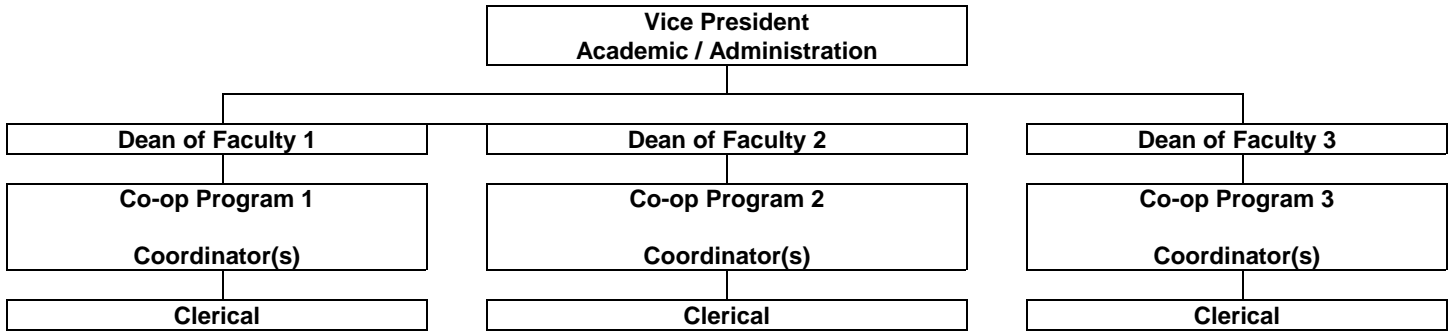 Vice President
Academic / Administration
Dean of Faculty 1
Dean of Faculty 2
Dean of Faculty 3
Co-op Program 1
Coordinator(s)
Co-op Program 2
Coordinator(s)
Co-op Program 3
Coordinator(s)
Clerical
Clerical
Clerical